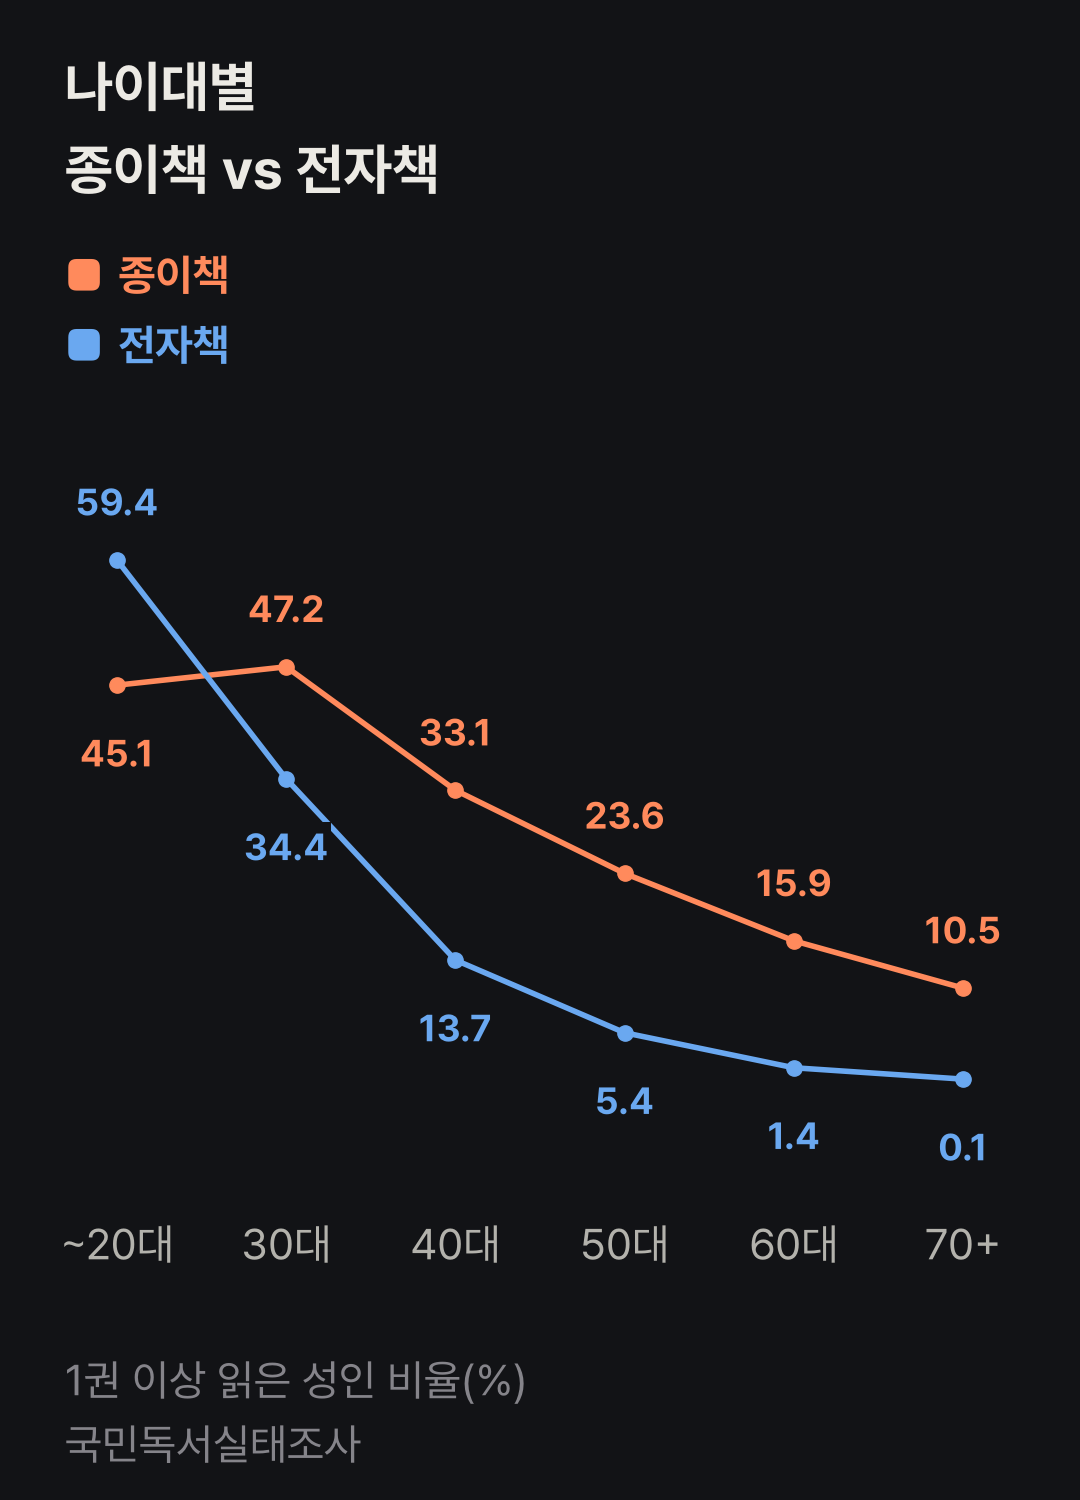 나이대별
종이책 vs 전자책
종이책
전자책
59.4
47.2
45.1
33.1
34.4
23.6
15.9
10.5
13.7
5.4
1.4
0.1
~20대 30대 40대 50대 60대 70+
1권 이상 읽은 성인 비율(%)
국민독서실태조사